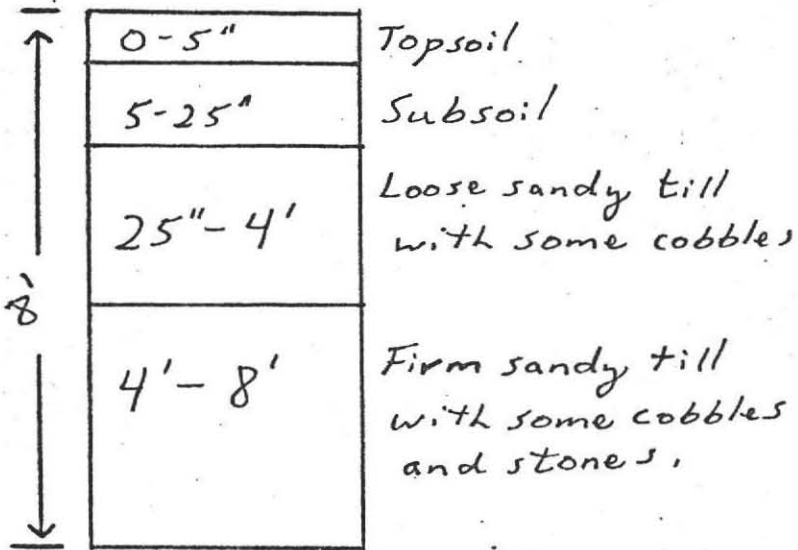 0-5" Topsoil
5-25" Subsoil
25"-4' Loose sandy till
with some cobbles
8'
4'-8' Firm sandy till
with some cobbles
and stones.